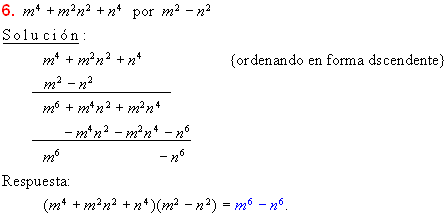 6. m⁴ + m²n² + n⁴ por m² − n²
Solución:
m⁴ + m²n² + n⁴ {ordenando en forma dscendente}
m² − n²
m⁶ + m⁴n² + m²n⁴
− m⁴n² − m²n⁴ − n⁶
m⁶ − n⁶
Respuesta:
(m⁴ + m²n² + n⁴)(m² − n²) = m⁶ − n⁶.